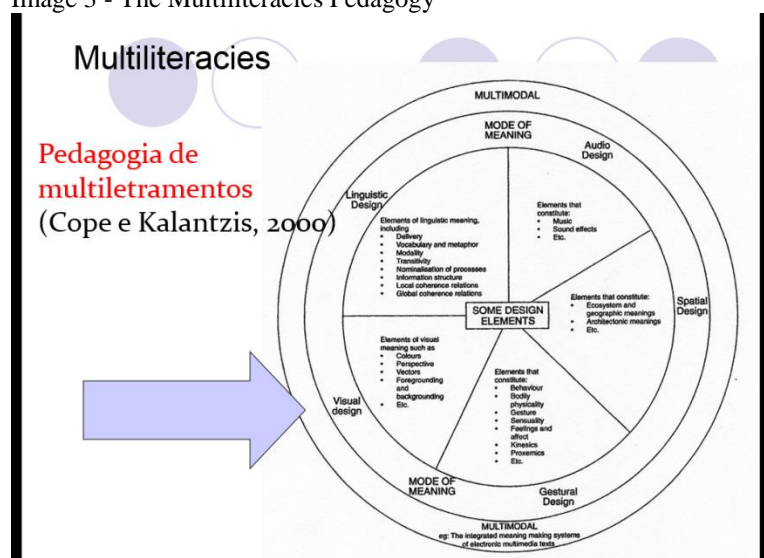 Image 3 - The Multiliteracies Pedagogy
Multiliteracies
Pedagogia de
multiletramentos
(Cope e Kalantzis, 2000)
MULTIMODAL
MODE OF
MEANING
Audio
Design
Linguistic
Design
Elements of linguistic meaning,
including
• Delivery
• Vocabulary and metaphor
• Modality
• Transitivity
• Nominalisation of processes
• Information structure
• Local coherence relations
• Global coherence relations
Elements that
constitute:
• Music
• Sound effects
• Etc.
SOME DESIGN
ELEMENTS
Elements that constitute:
• Ecosystem and
geographic meanings
• Architectonic meanings
• Etc.
Spatial
Design
Elements of visual
meaning such as
• Colours
• Perspective
• Vectors
• Foregrounding
and
backgrounding
• Etc.
Visual
design
Elements that
constitute:
• Behaviour
• Bodily
physicality
• Gesture
• Sensuality
• Feelings and
affect
• Kinesics
• Proxemics
• Etc.
MODE OF
MEANING
Gestural
Design
MULTIMODAL
eg: The integrated meaning making systems
of electronic multimedia texts